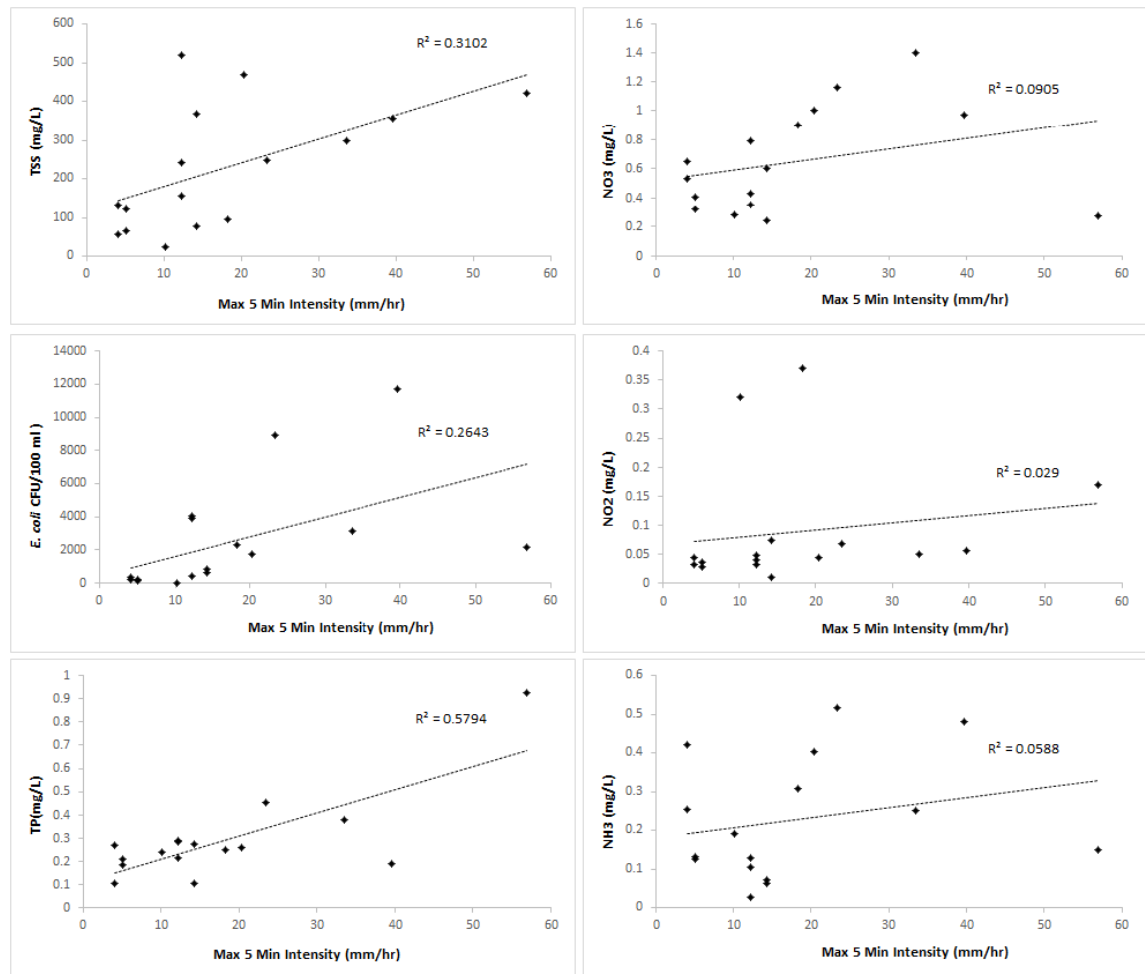 600
500
400
300
200
100
0
TSS (mg/L)
R² = 0.3102
0 10 20 30 40 50 60
Max 5 Min Intensity (mm/hr)
1.6
1.4
1.2
1
0.8
0.6
0.4
0.2
0
NO3 (mg/L)
R² = 0.0905
0 10 20 30 40 50 60
Max 5 Min Intensity (mm/hr)
14000
12000
10000
8000
6000
4000
2000
0
E. coli CFU/100 ml )
R² = 0.2643
0 10 20 30 40 50 60
Max 5 Min Intensity (mm/hr)
0.4
0.35
0.3
0.25
0.2
0.15
0.1
0.05
0
NO2 (mg/L)
R² = 0.029
0 10 20 30 40 50 60
Max 5 Min Intensity (mm/hr)
1
0.9
0.8
0.7
0.6
0.5
0.4
0.3
0.2
0.1
0
TP(mg/L)
R² = 0.5794
0 10 20 30 40 50 60
Max 5 Min Intensity (mm/hr)
0.6
0.5
0.4
0.3
0.2
0.1
0
NH3 (mg/L)
R² = 0.0588
0 10 20 30 40 50 60
Max 5 Min Intensity (mm/hr)